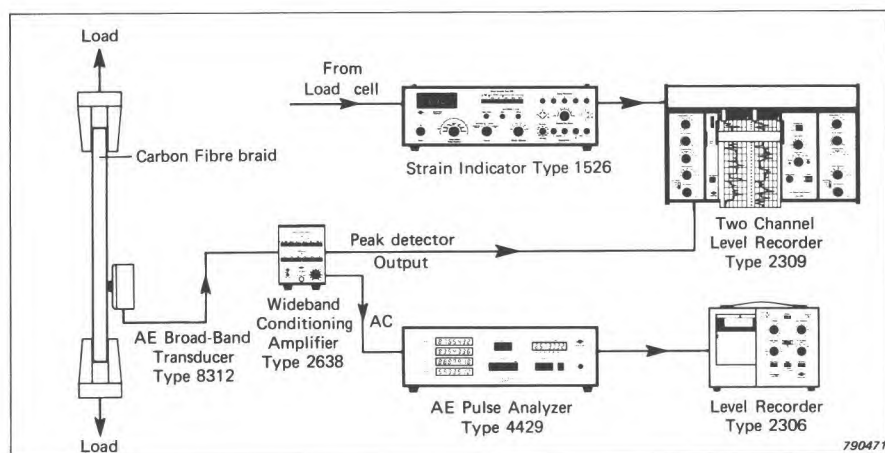 Load
From
Load cell
Carbon Fibre braid
Strain Indicator Type 1526
Two Channel
Level Recorder
Type 2309
Peak detector
Output
AE Broad-Band
Transducer
Type 8312
Wideband
Conditioning
Amplifier
Type 2638
AC
AE Pulse Analyzer
Type 4429
Level Recorder
Type 2306
Load
790471